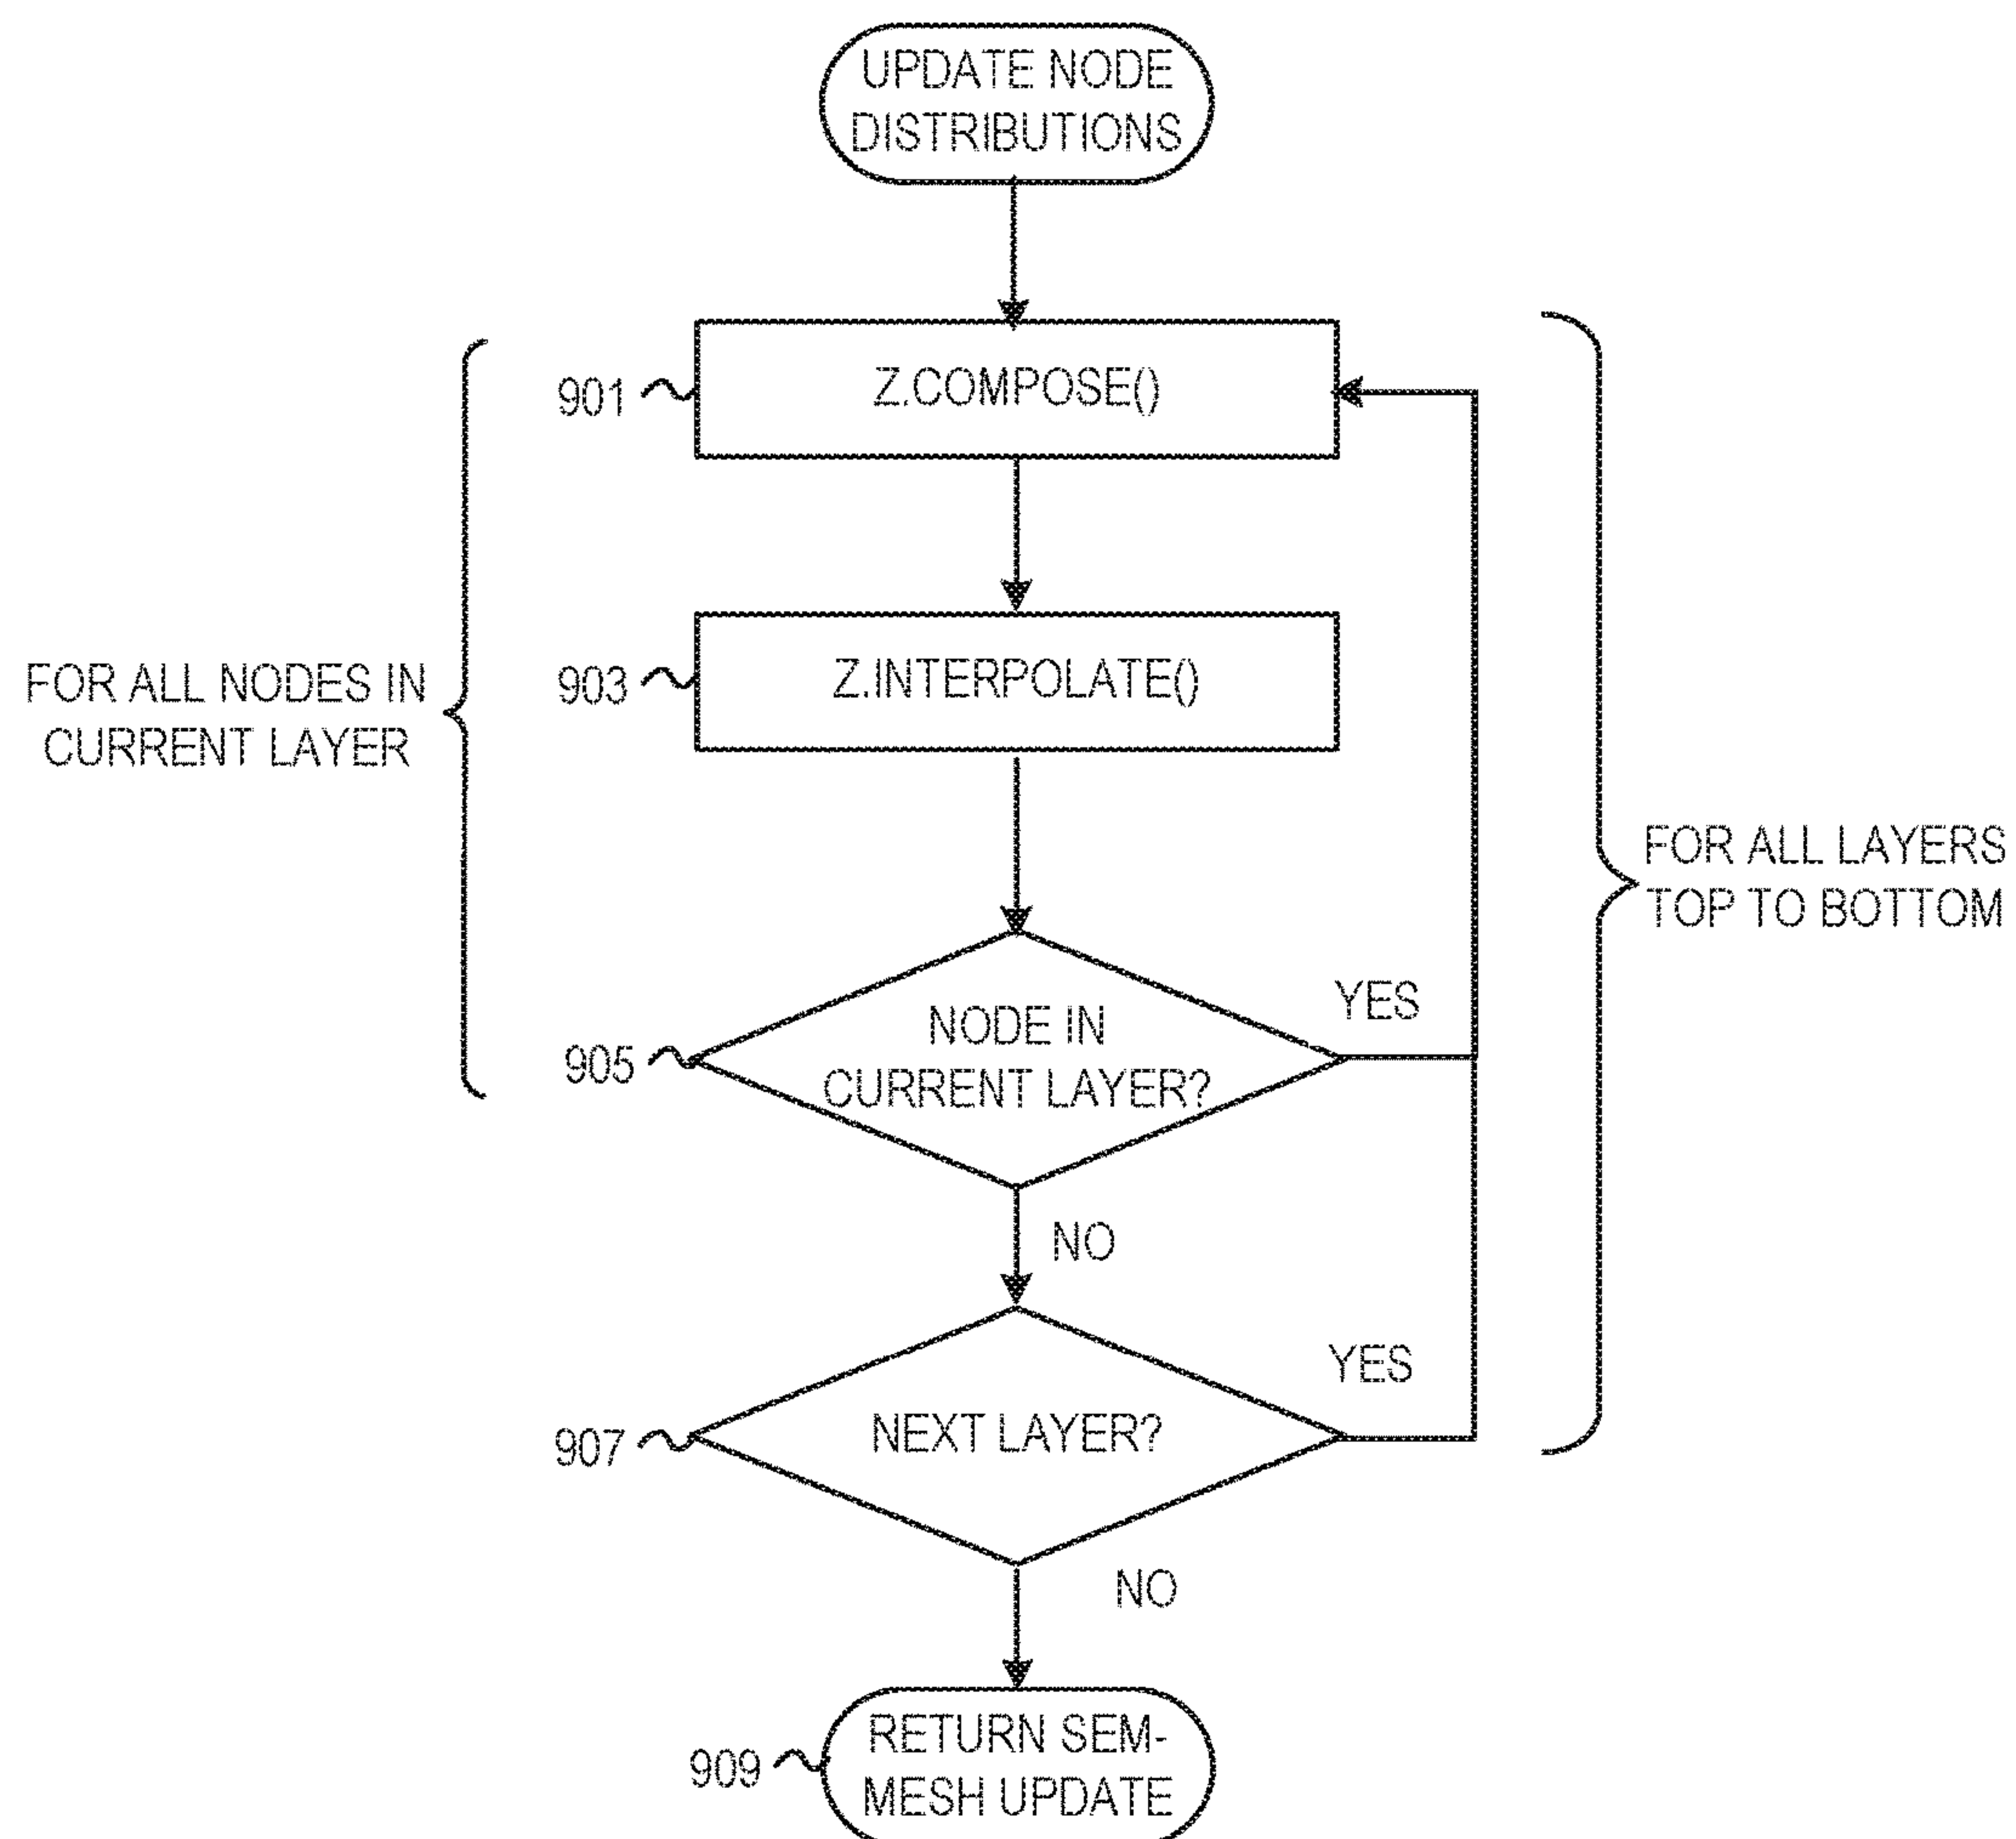 UPDATE NODE
DISTRIBUTIONS
901
Z.COMPOSE()
903
Z.INTERPOLATE()
FOR ALL NODES IN
CURRENT LAYER
FOR ALL LAYERS
TOP TO BOTTOM
905
NODE IN
CURRENT LAYER?
YES
NO
907
NEXT LAYER?
YES
NO
909
RETURN SEM-
MESH UPDATE